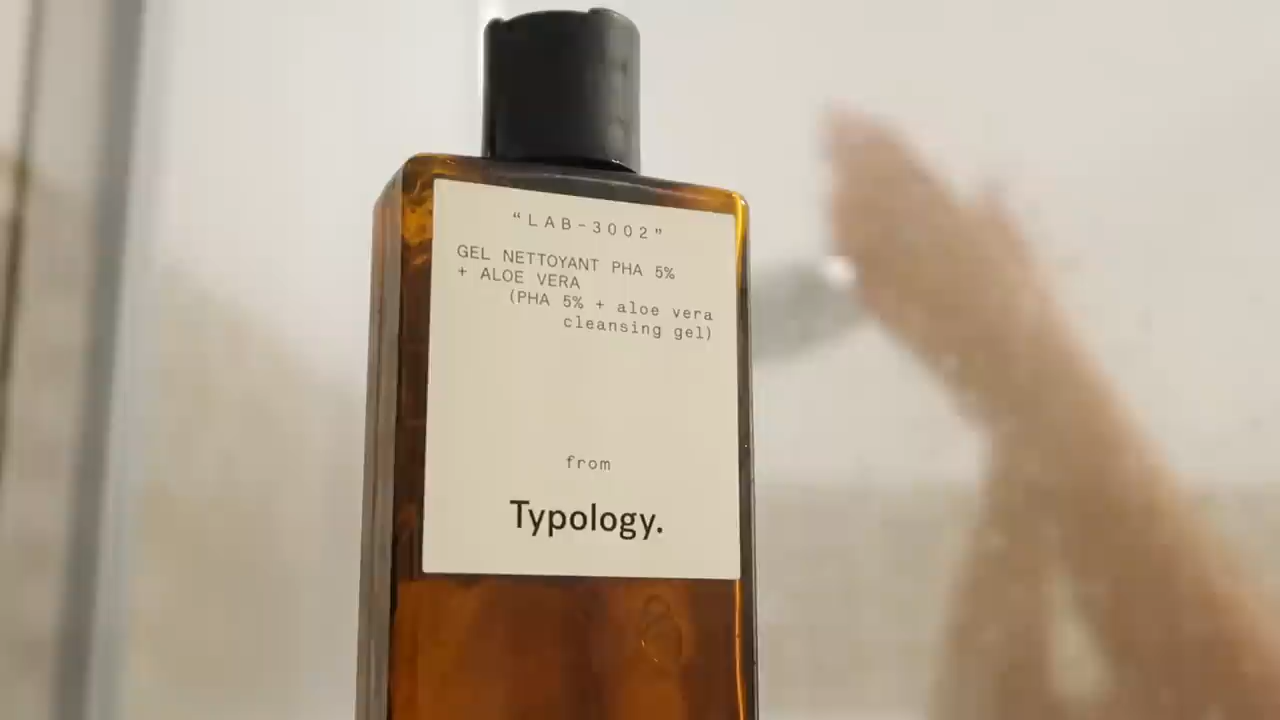 “LAB-3002”
GEL NETTOYANT PHA 5%
+ ALOE VERA
(PHA 5% + aloe vera
cleansing gel)
from
Typology.